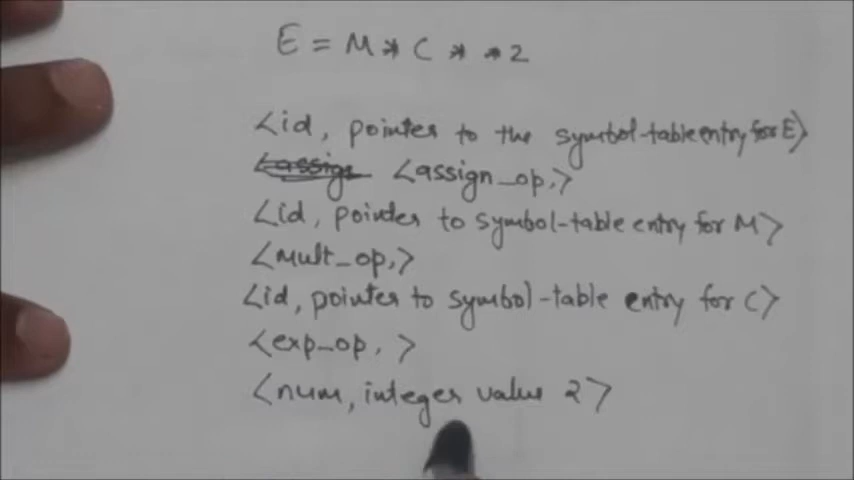 E = M * C * * 2
<id, pointer to the symbol-table entry for E>
<assign <assign_op,>
<id, pointer to symbol-table entry for M>
<mult_op,>
<id, pointer to symbol-table entry for C>
<exp_op, >
<num, integer value 2>